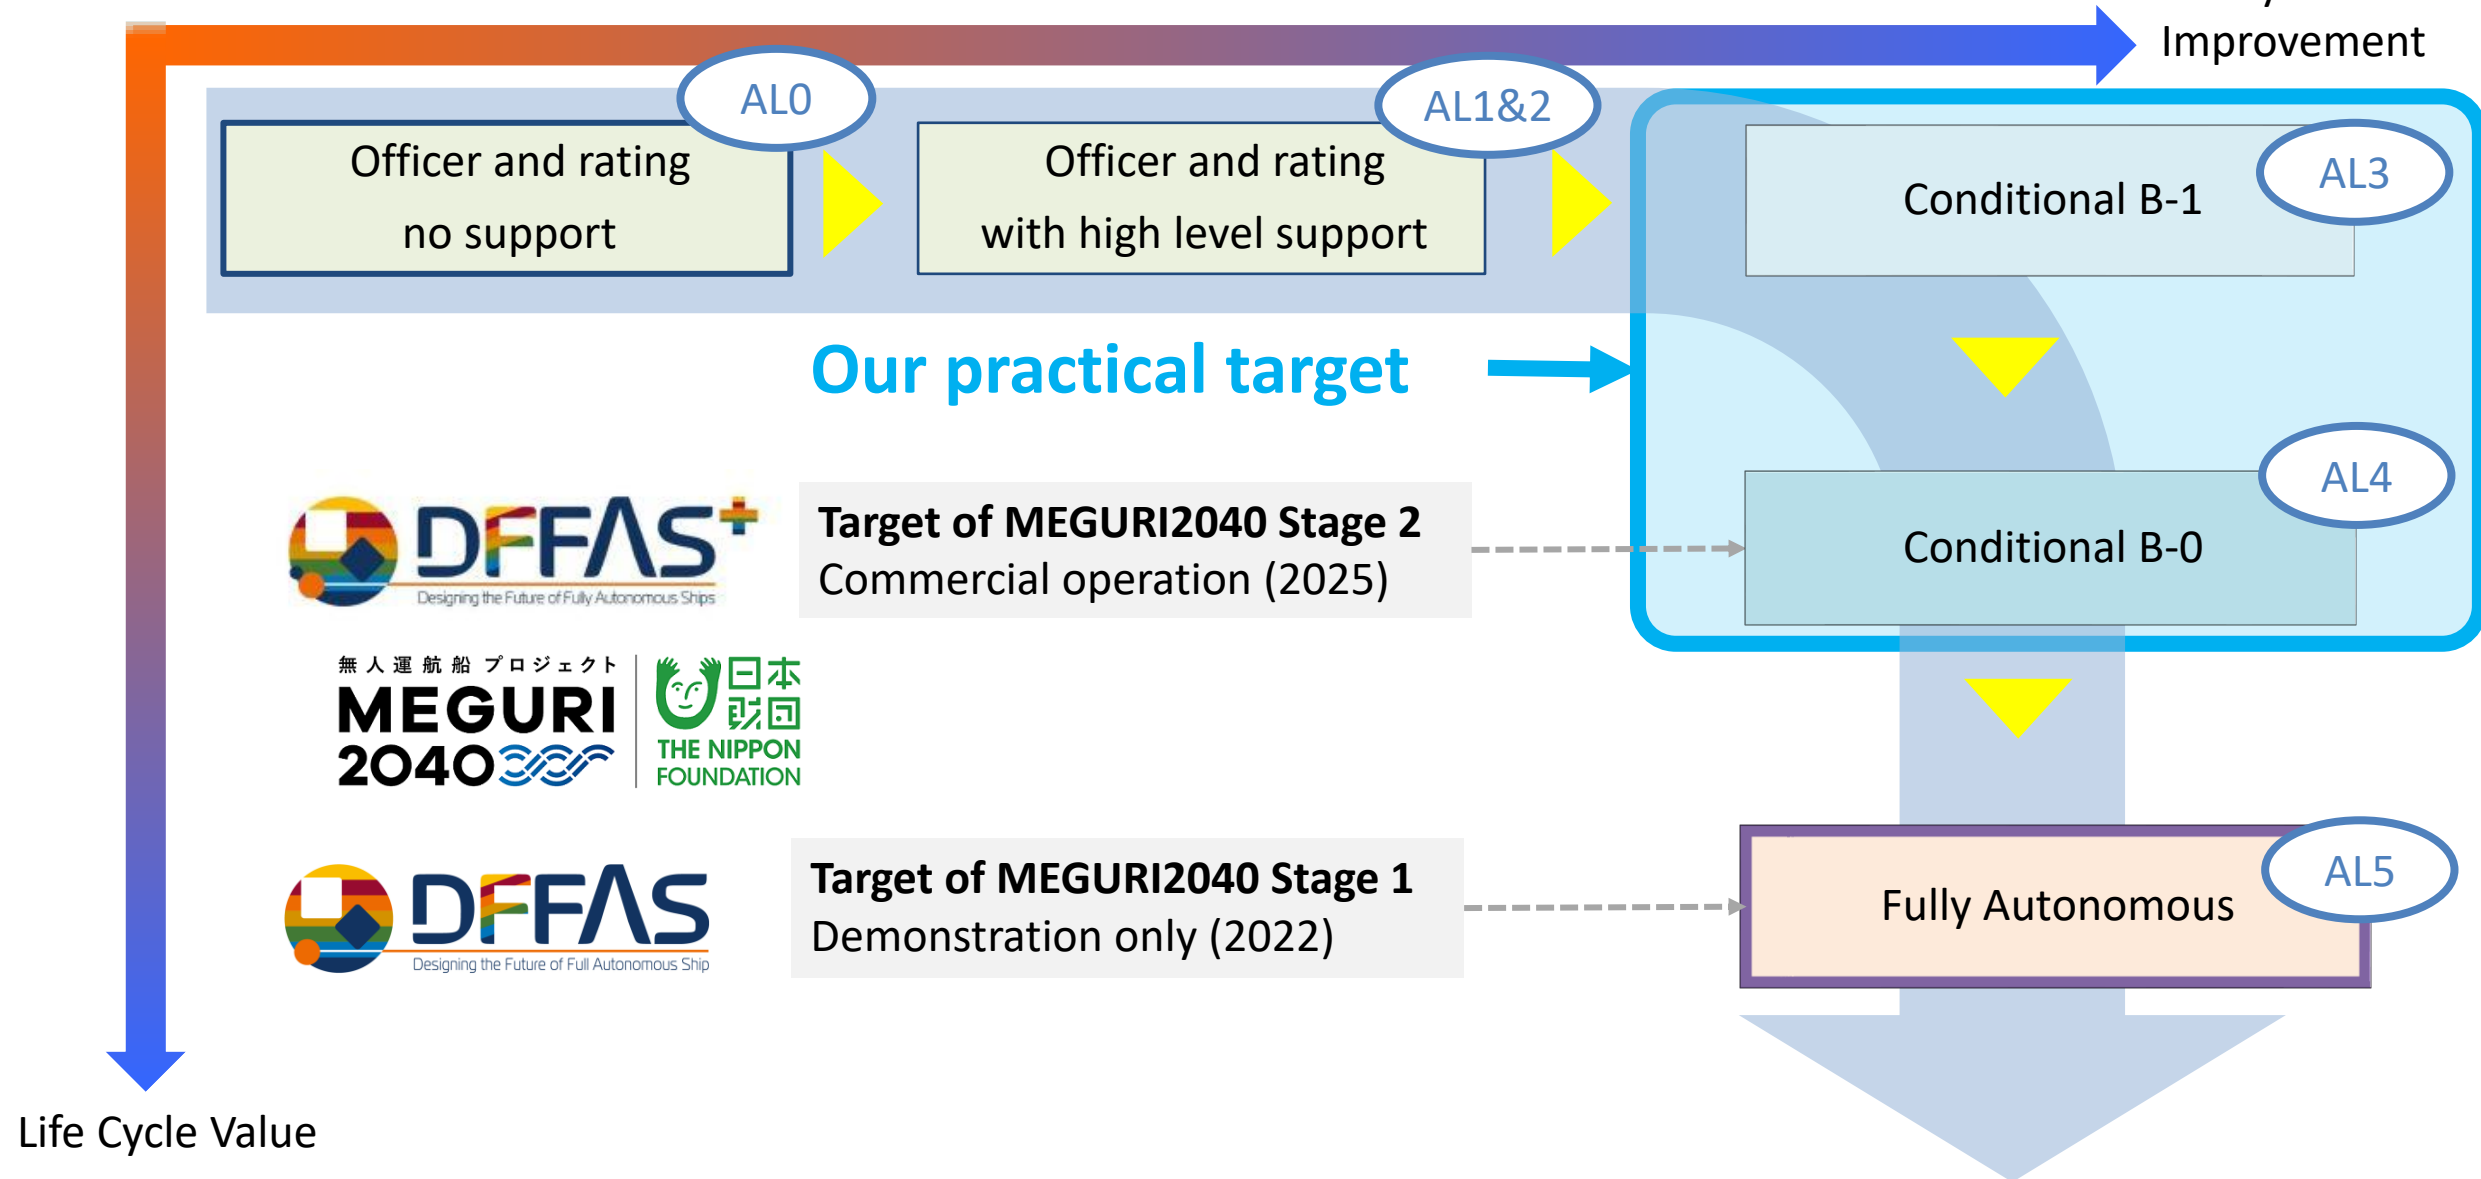 Improvement
AL0
AL1&2
Officer and rating
no support
Officer and rating
with high level support
Conditional B-1
AL3
Our practical target
DFFAS+
Designing the Future of Fully Autonomous Ships
Target of MEGURI2040 Stage 2
Commercial operation (2025)
Conditional B-0
AL4
無人運航船 プロジェクト
MEGURI
2040
日本
財団
THE NIPPON
FOUNDATION
DFFAS
Designing the Future of Full Autonomous Ship
Target of MEGURI2040 Stage 1
Demonstration only (2022)
Fully Autonomous
AL5
Life Cycle Value